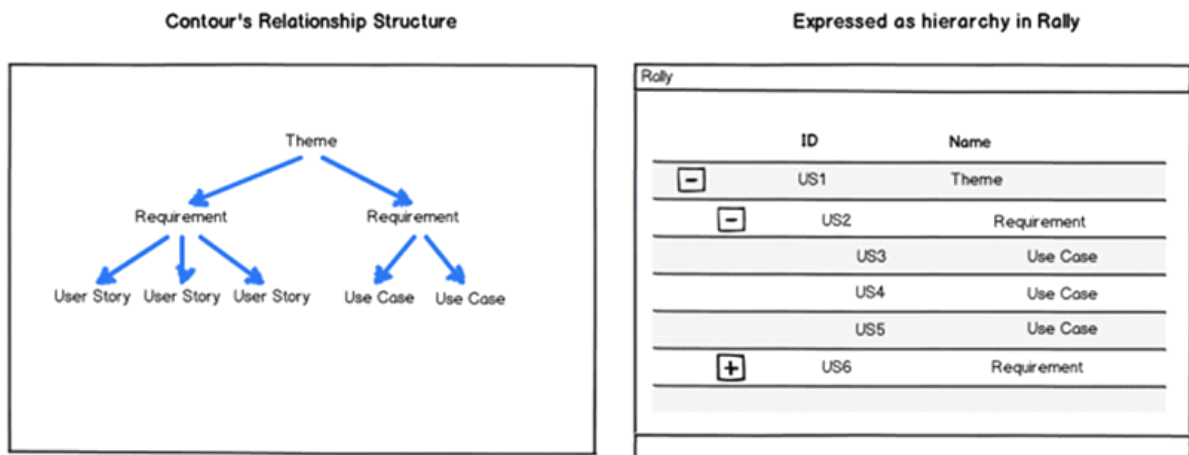 Contour's Relationship Structure
Theme
Requirement Requirement
User Story User Story User Story Use Case Use Case
Expressed as hierarchy in Rally
Rally
ID Name
US1 Theme
US2 Requirement
US3 Use Case
US4 Use Case
US5 Use Case
US6 Requirement